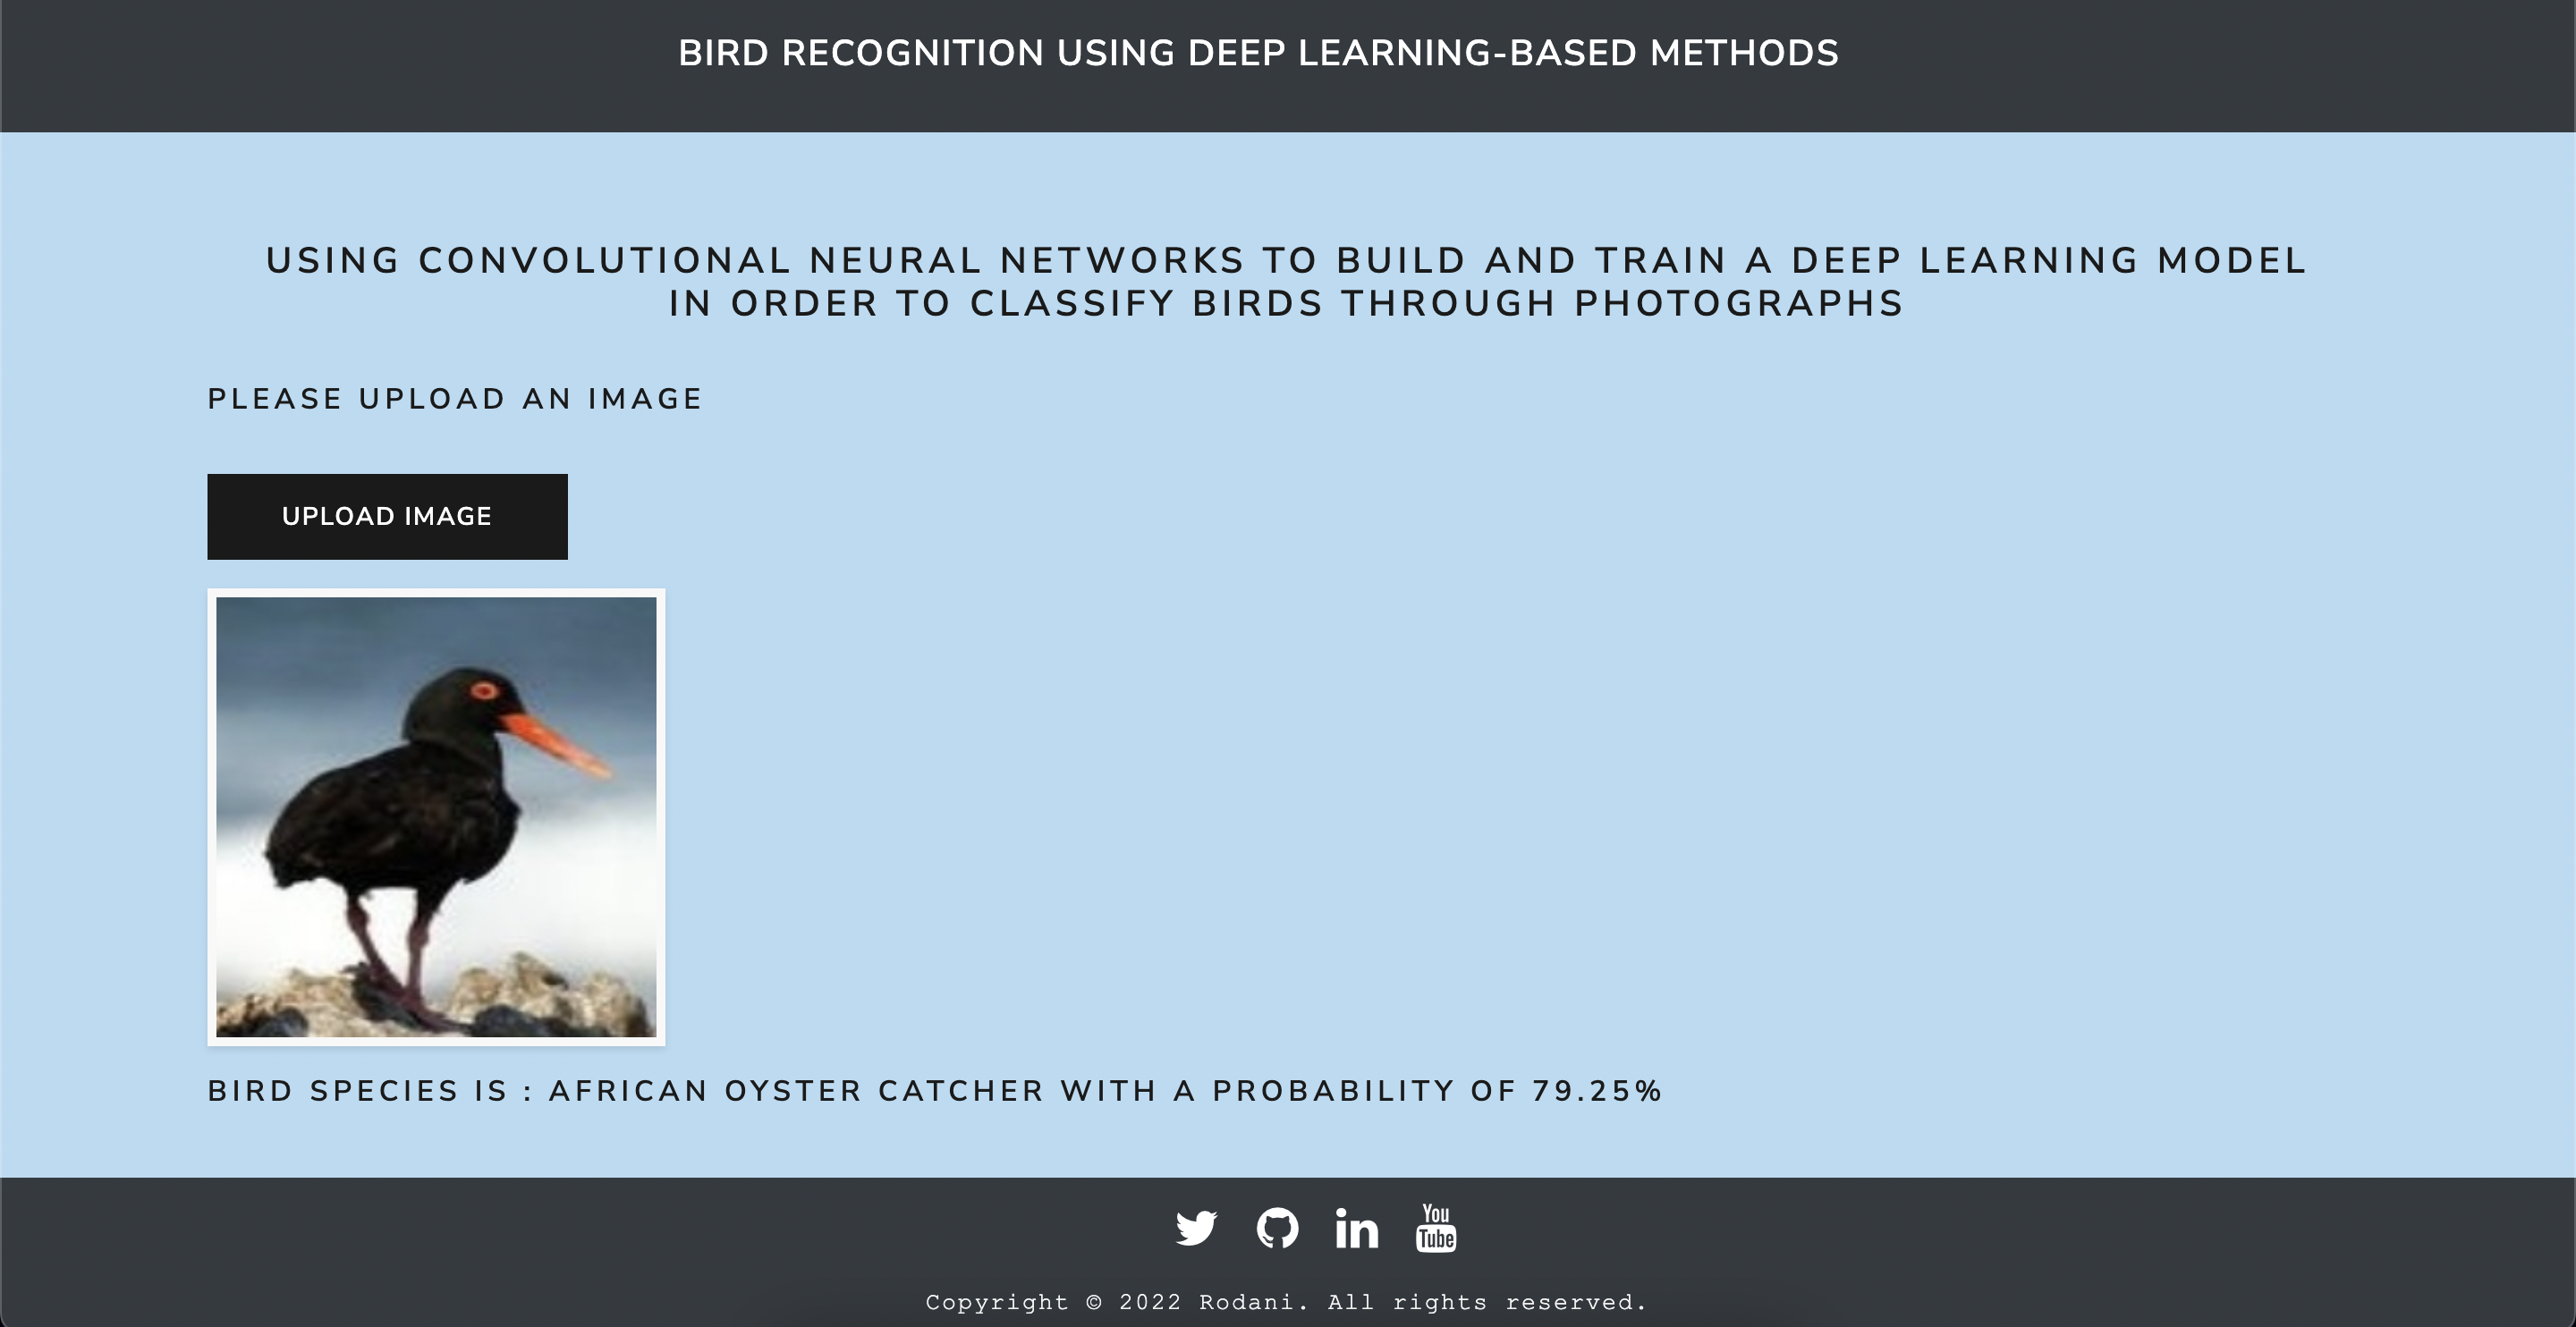 BIRD RECOGNITION USING DEEP LEARNING-BASED METHODS
USING CONVOLUTIONAL NEURAL NETWORKS TO BUILD AND TRAIN A DEEP LEARNING MODEL
IN ORDER TO CLASSIFY BIRDS THROUGH PHOTOGRAPHS
PLEASE UPLOAD AN IMAGE
UPLOAD IMAGE
BIRD SPECIES IS : AFRICAN OYSTER CATCHER WITH A PROBABILITY OF 79.25%
in
You
Tube
Copyright © 2022 Rodani. All rights reserved.